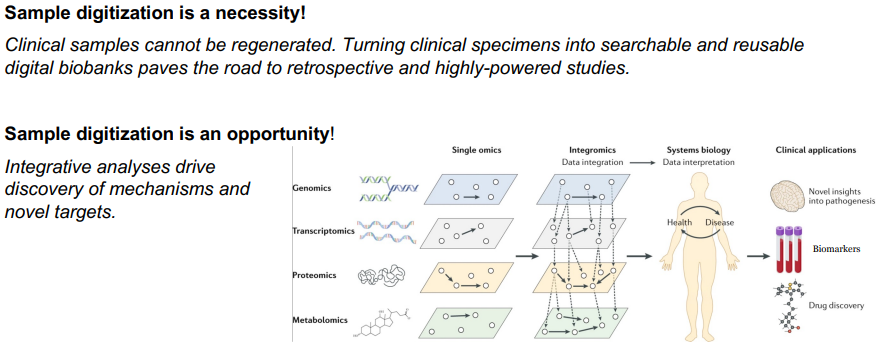 Sample digitization is a necessity!
Clinical samples cannot be regenerated. Turning clinical specimens into searchable and reusable
digital biobanks paves the road to retrospective and highly-powered studies.
Sample digitization is an opportunity!
Integrative analyses drive
discovery of mechanisms and
novel targets.
Single omics
Integromics
Systems biology
Clinical applications
Data integration
Data interpretation
Genomics
Transcriptomics
Proteomics
Metabolomics
Health
Disease
Novel insights
into pathogenesis
Biomarkers
Drug discovery